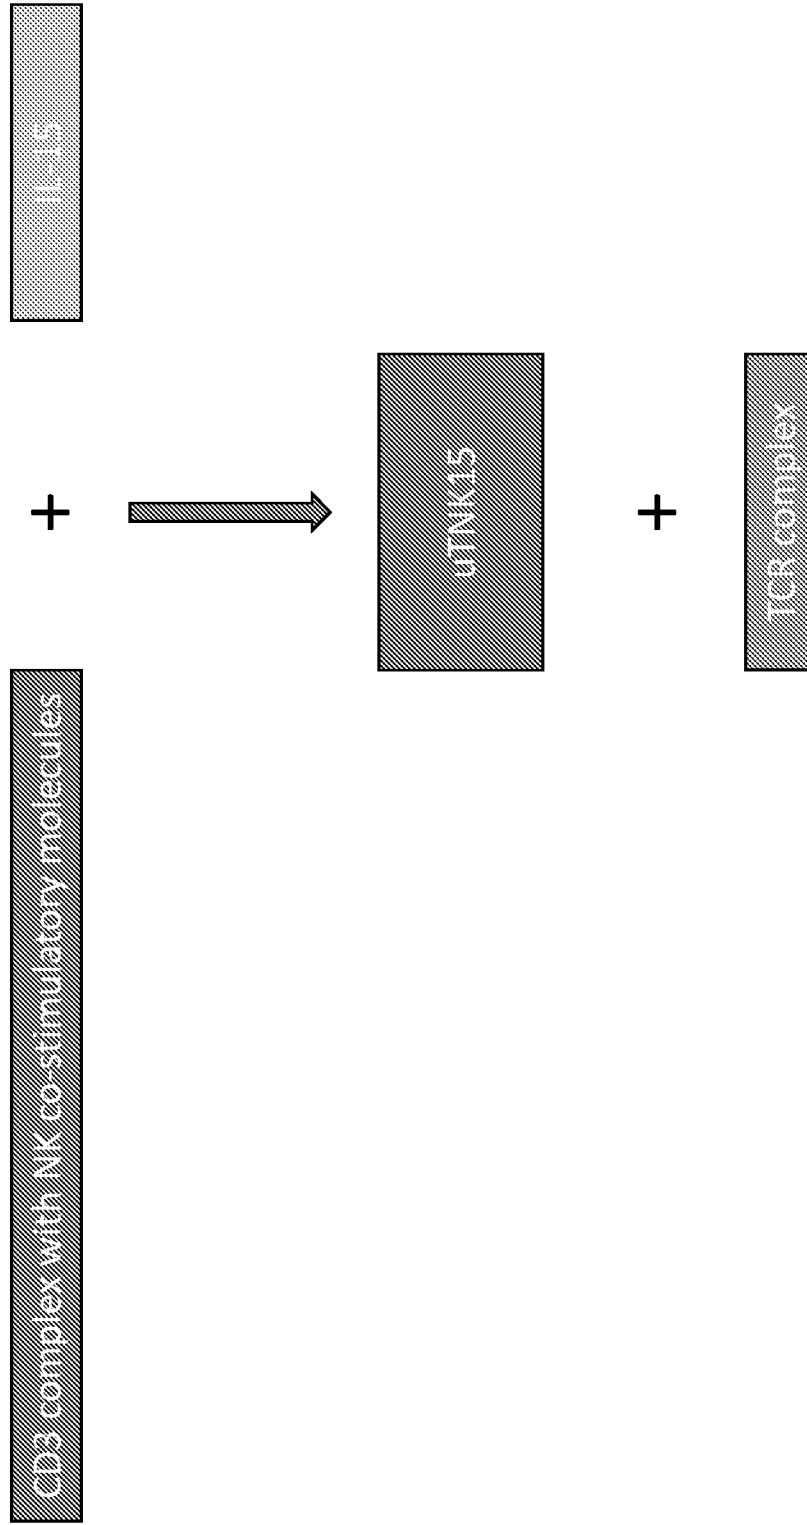 CD3 complex with NK co-stimulatory molecules
+
IL-15
uTNK15
+
TCR complex